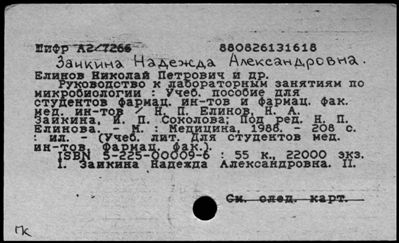 Шифр А2-7266 880826131618
Заикина Надежда Александровна.
Елинов Николай Петрович и др.
Руководство к лабораторным занятиям по
микробиологии : Учеб. пособие для
студентов фармац. ин-тов и фармац. фак.
мед. ин-тов / Н. П. Елинов, Н. А.
Заикина, И. П. Соколова; Под ред. Н. П.
Елинова. - М. : Медицина, 1988. - 208 с.
: ил. - (Учеб. лит. Для студентов мед.
ин-тов, фармац. фак.).
ISBN 5-225-00009-6 : 55 к., 22000 экз.
I. Заикина Надежда Александровна. II.
См. след. карт.
ПК